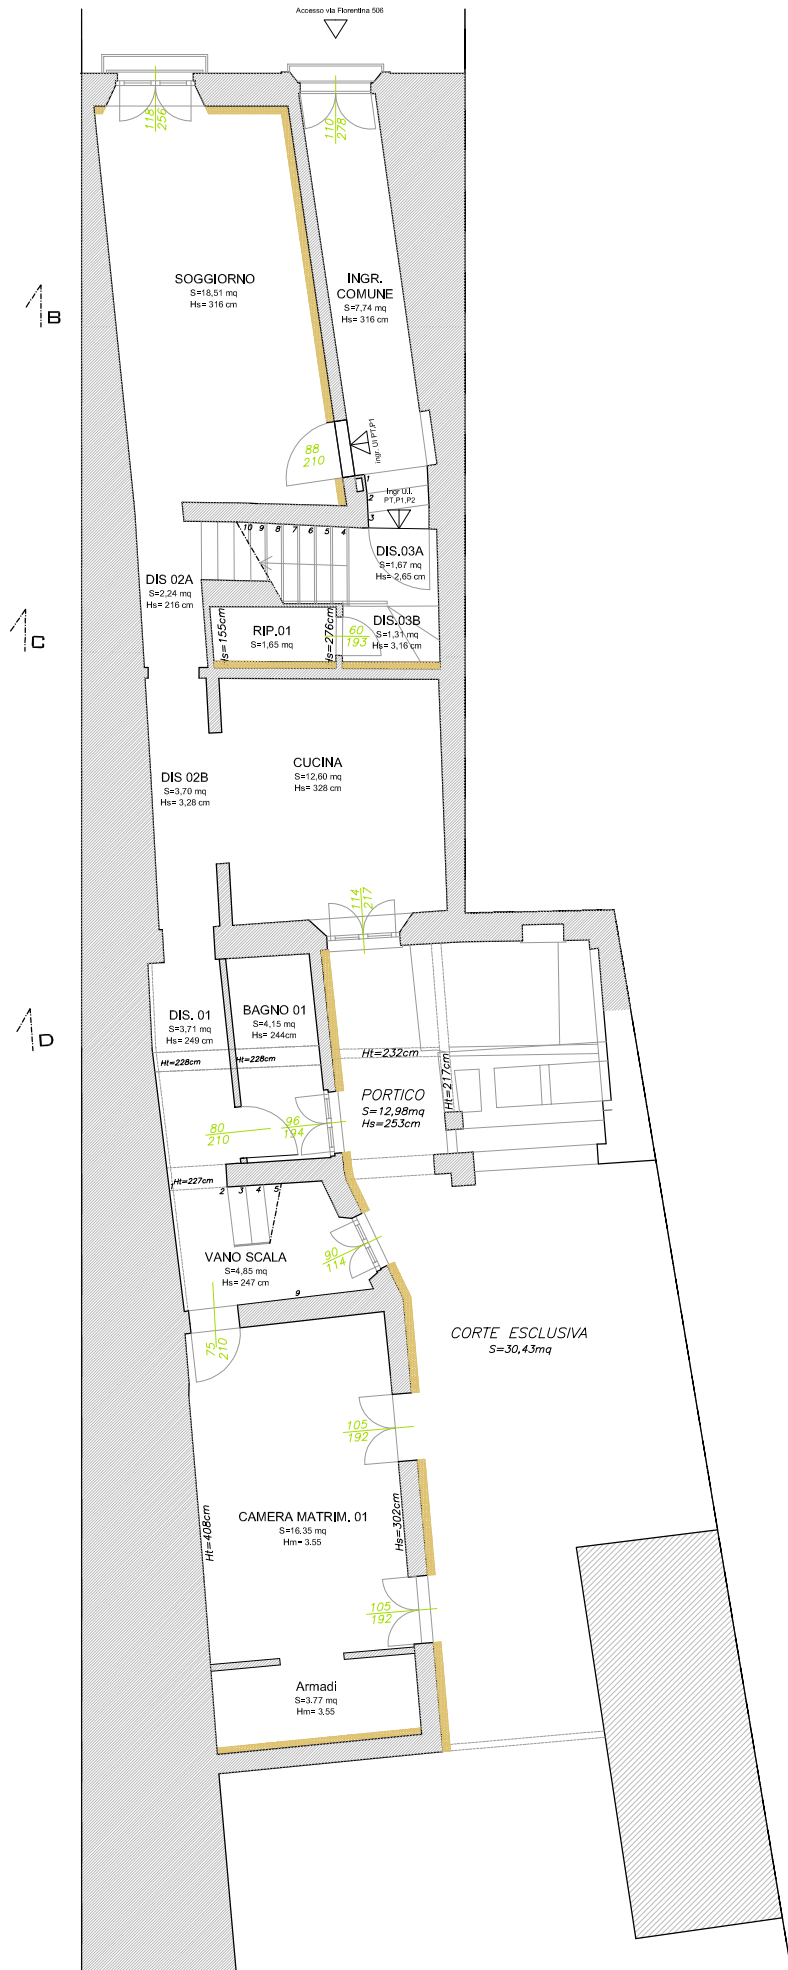 Accesso via Fiorentina 506
118
256
110
278
SOGGIORNO
S=18,51 mq
Hs= 316 cm
INGR.
COMUNE
S=7,74 mq
Hs= 316 cm
B
88
210
ingr. UI PT,P1
1
2
3
Ingr U.I.
PT,P1,P2
10 9 8 7 6 5 4
DIS.03A
S=1,67 mq
Hs= 2,65 cm
DIS 02A
S=2,24 mq
Hs= 216 cm
C
Hs=155cm
RIP.01
S=1,65 mq
Hs=276cm
60
193
DIS.03B
S=1,31 mq
Hs= 3,16 cm
DIS 02B
S=3,70 mq
Hs= 3,28 cm
CUCINA
S=12,60 mq
Hs= 328 cm
114
217
D
DIS. 01
S=3,71 mq
Hs= 249 cm
BAGNO 01
S=4,15 mq
Hs= 244cm
Ht=228cm
Ht=228cm
Ht=232cm
Ht=217cm
PORTICO
S=12,98mq
Hs=253cm
80
210
96
194
Ht=227cm
2 3 4 5
VANO SCALA
S=4,85 mq
Hs= 247 cm
90
114
9
75
210
CORTE ESCLUSIVA
S=30,43mq
105
192
Ht=408cm
CAMERA MATRIM. 01
S=16.35 mq
Hm= 3.55
Hs=302cm
105
192
Armadi
S=3.77 mq
Hm= 3,55